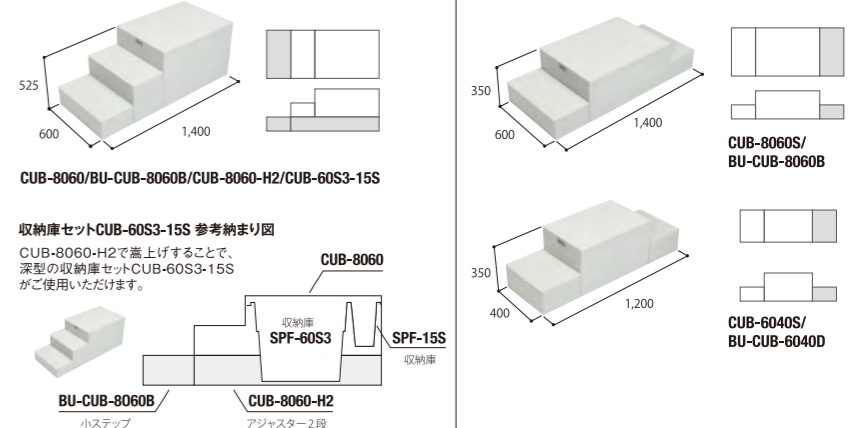 525
600
1,400
CUB-8060/BU-CUB-8060B/CUB-8060-H2/CUB-60S3-15S
収納庫セットCUB-60S3-15S 参考納まり図
CUB-8060-H2で嵩上げすることで、
深型の収納庫セットCUB-60S3-15S
がご使用いただけます。
CUB-8060
収納庫
SPF-60S3
SPF-15S
収納庫
BU-CUB-8060B
小ステップ
CUB-8060-H2
アジャスター2段
350
600
1,400
CUB-8060S/
BU-CUB-8060B
350
400
1,200
CUB-6040S/
BU-CUB-6040D